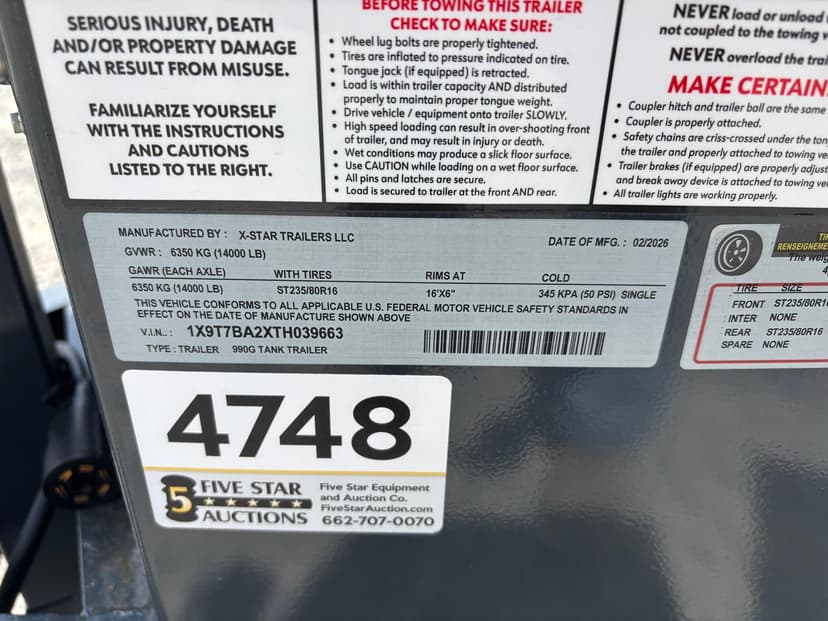 SERIOUS INJURY, DEATH
AND/OR PROPERTY DAMAGE
CAN RESULT FROM MISUSE.
FAMILIARIZE YOURSELF
WITH THE INSTRUCTIONS
AND CAUTIONS
LISTED TO THE RIGHT.
BEFORE TOWING THIS TRAILER
CHECK TO MAKE SURE:
• Wheel lug bolts are properly tightened.
• Tires are inflated to pressure indicated on tire.
• Tongue jack (if equipped) is retracted.
• Load is within trailer capacity AND distributed
properly to maintain proper tongue weight.
• Drive vehicle / equipment onto trailer SLOWLY.
• High speed loading can result in over-shooting front
of trailer, and may result in injury or death.
• Wet conditions may produce a slick floor surface.
• Use CAUTION while loading on a wet floor surface.
• All pins and latches are secure.
• Load is secured to trailer at the front AND rear.
NEVER load or unload
not coupled to the towing
NEVER overload the
MAKE CERTAIN
• Coupler hitch and trailer ball are the same
• Coupler is properly attached.
• Safety chains are criss-crossed under the
the trailer and properly attached to towing
• Trailer brakes (if equipped) are properly
and break away device is attached to towing
• All trailer lights are working properly.
MANUFACTURED BY : X-STAR TRAILERS LLC
DATE OF MFG. : 02/2026
GVWR : 6350 KG (14000 LB)
GAWR (EACH AXLE) WITH TIRES RIMS AT COLD
6350 KG (14000 LB) ST235/80R16 16'X6" 345 KPA (50 PSI) SINGLE
THIS VEHICLE CONFORMS TO ALL APPLICABLE U.S. FEDERAL MOTOR VEHICLE SAFETY STANDARDS IN
EFFECT ON THE DATE OF MANUFACTURE SHOWN ABOVE
V.I.N.. : 1X9T7BA2XTH039663
TYPE : TRAILER 990G TANK TRAILER
The
TIRE SIZE
FRONT ST235/80R16
INTER NONE
REAR ST235/80R16
SPARE NONE
4748
5 FIVE STAR
AUCTIONS
Five Star Equipment
and Auction Co.
FiveStarAuction.com
662-707-0070